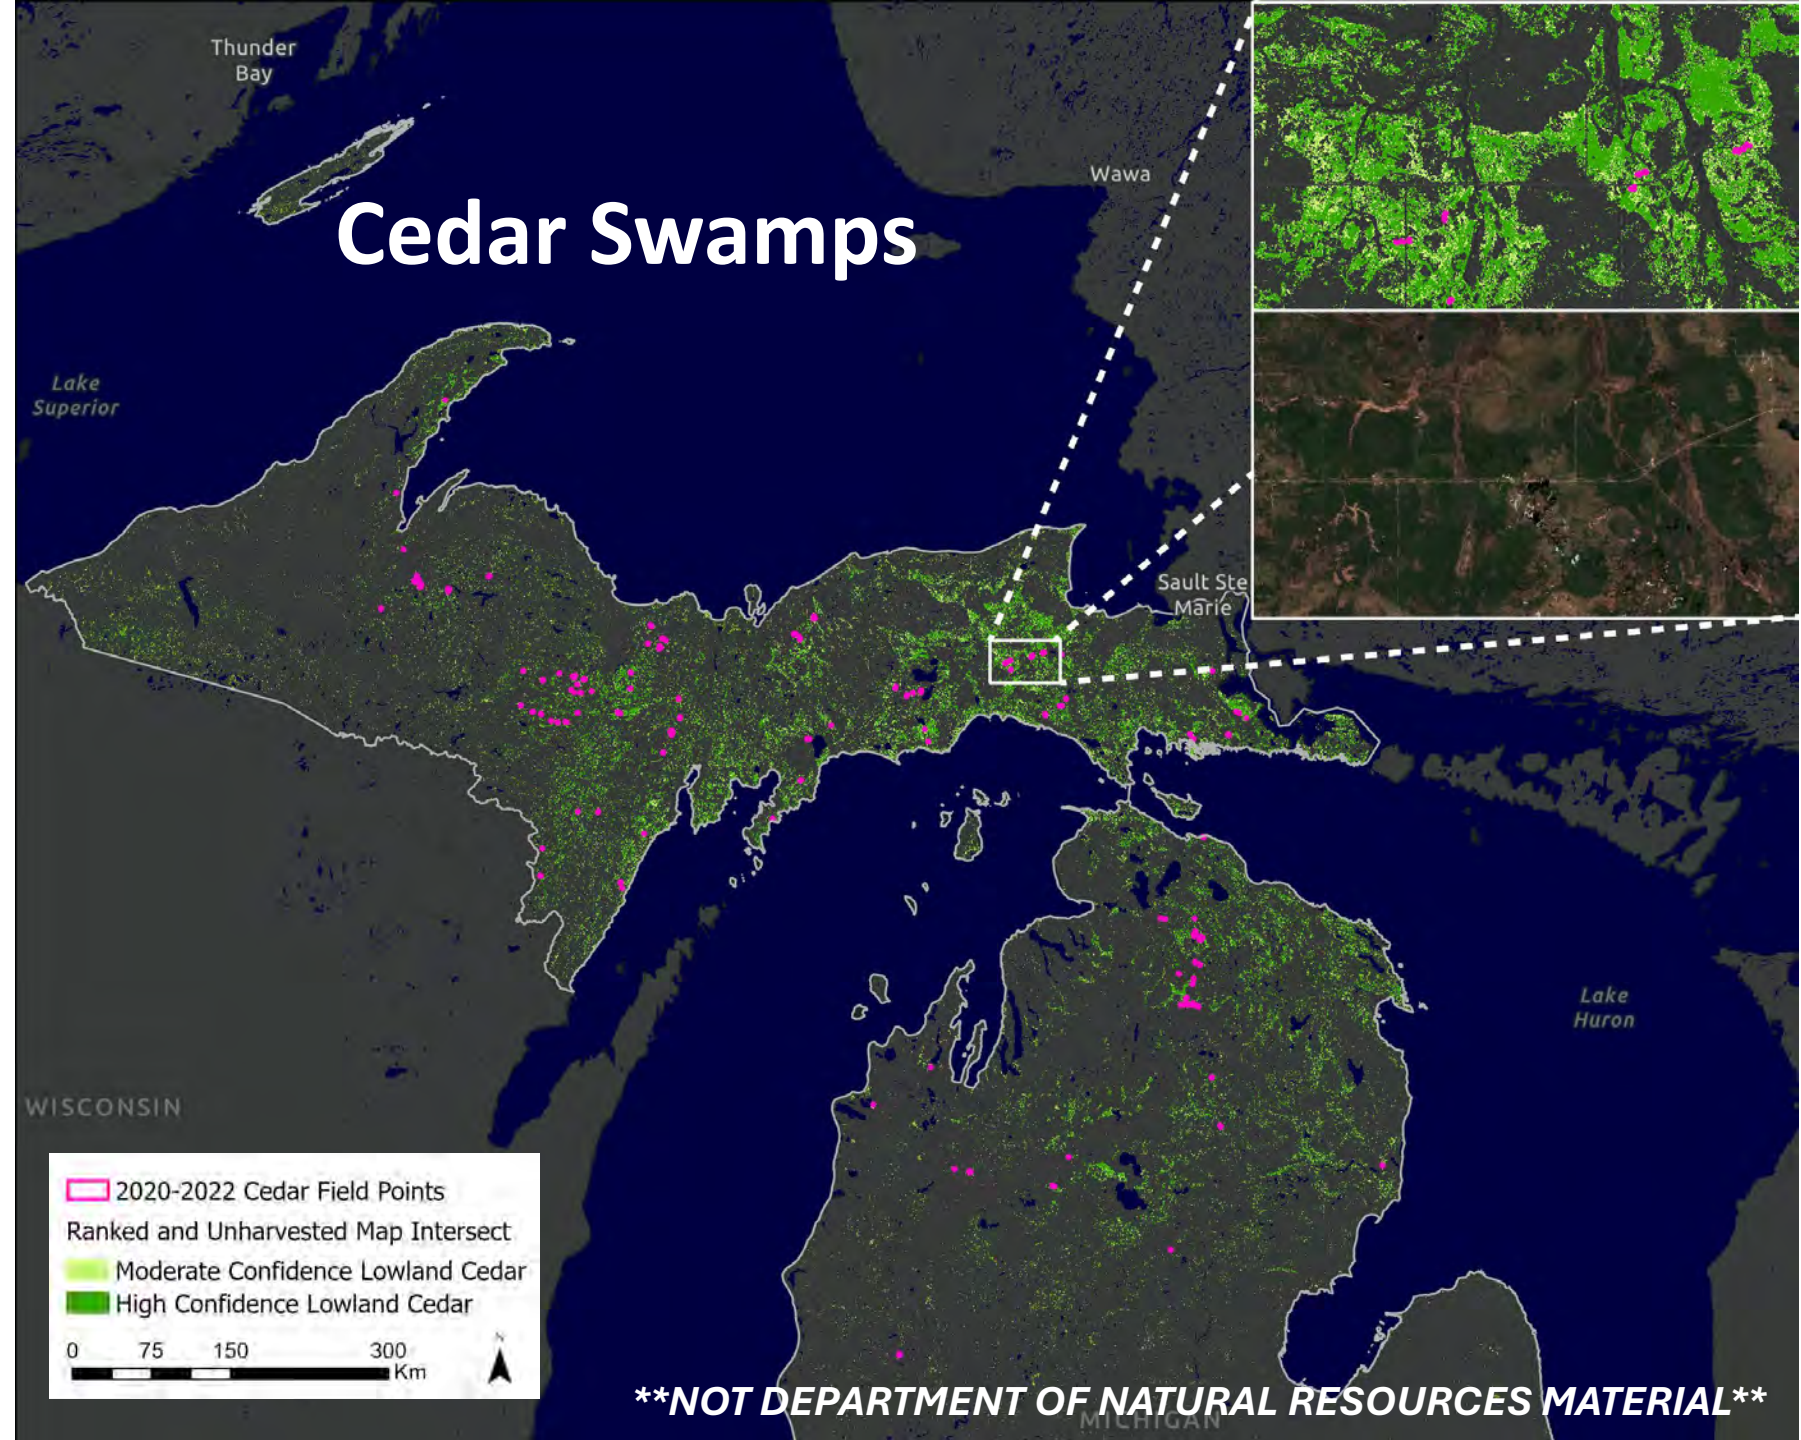 Thunder
Bay
Wawa
Cedar Swamps
Lake
Superior
Sault Ste
Marie
Lake
Huron
WISCONSIN
2020-2022 Cedar Field Points
Ranked and Unharvested Map Intersect
Moderate Confidence Lowland Cedar
High Confidence Lowland Cedar
N
0 75 150 300
Km
**NOT DEPARTMENT OF NATURAL RESOURCES MATERIAL**
MICHIGAN